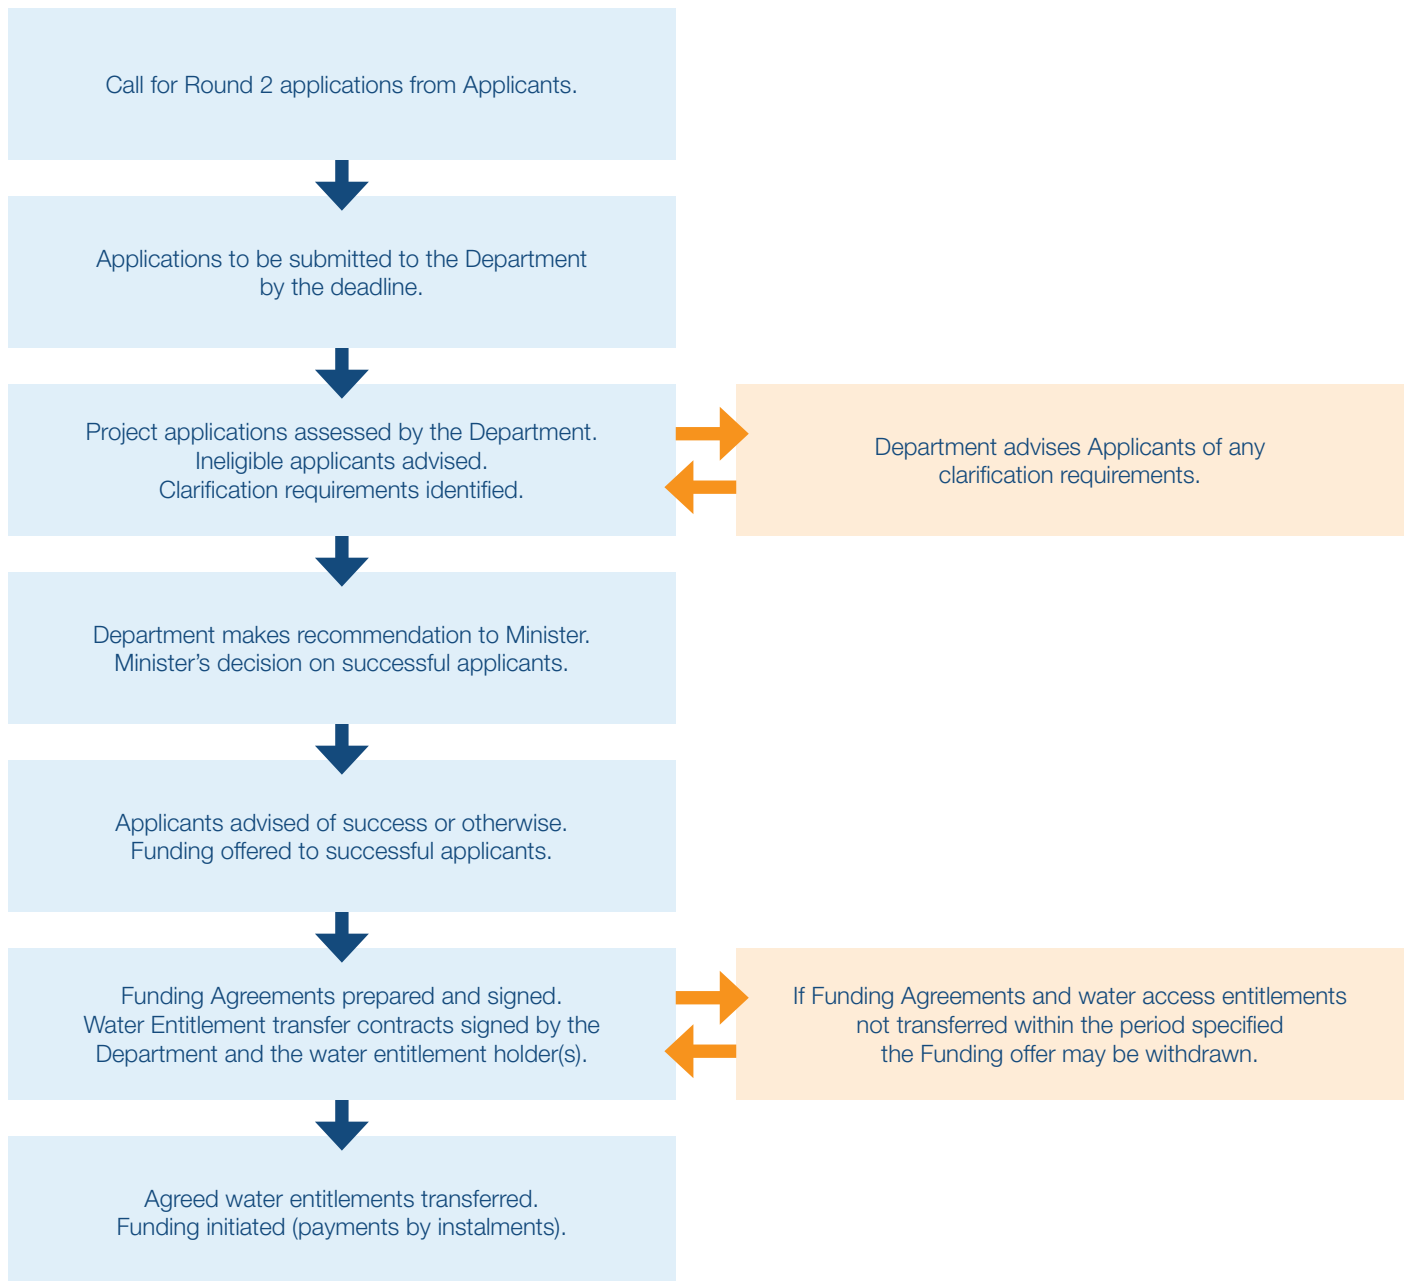 Call for Round 2 applications from Applicants.
Applications to be submitted to the Department
by the deadline.
Project applications assessed by the Department.
Ineligible applicants advised.
Clarification requirements identified.
Department advises Applicants of any
clarification requirements.
Department makes recommendation to Minister.
Minister’s decision on successful applicants.
Applicants advised of success or otherwise.
Funding offered to successful applicants.
Funding Agreements prepared and signed.
Water Entitlement transfer contracts signed by the
Department and the water entitlement holder(s).
If Funding Agreements and water access entitlements
not transferred within the period specified
the Funding offer may be withdrawn.
Agreed water entitlements transferred.
Funding initiated (payments by instalments).